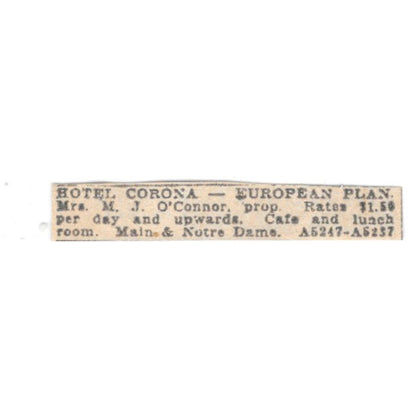 HOTEL CORONA — EUROPEAN PLAN.
Mrs. M. J. O'Connor, prop. Rates $1.50
per day and upwards. Cafe and lunch
room. Main & Notre Dame. A5247-A5237